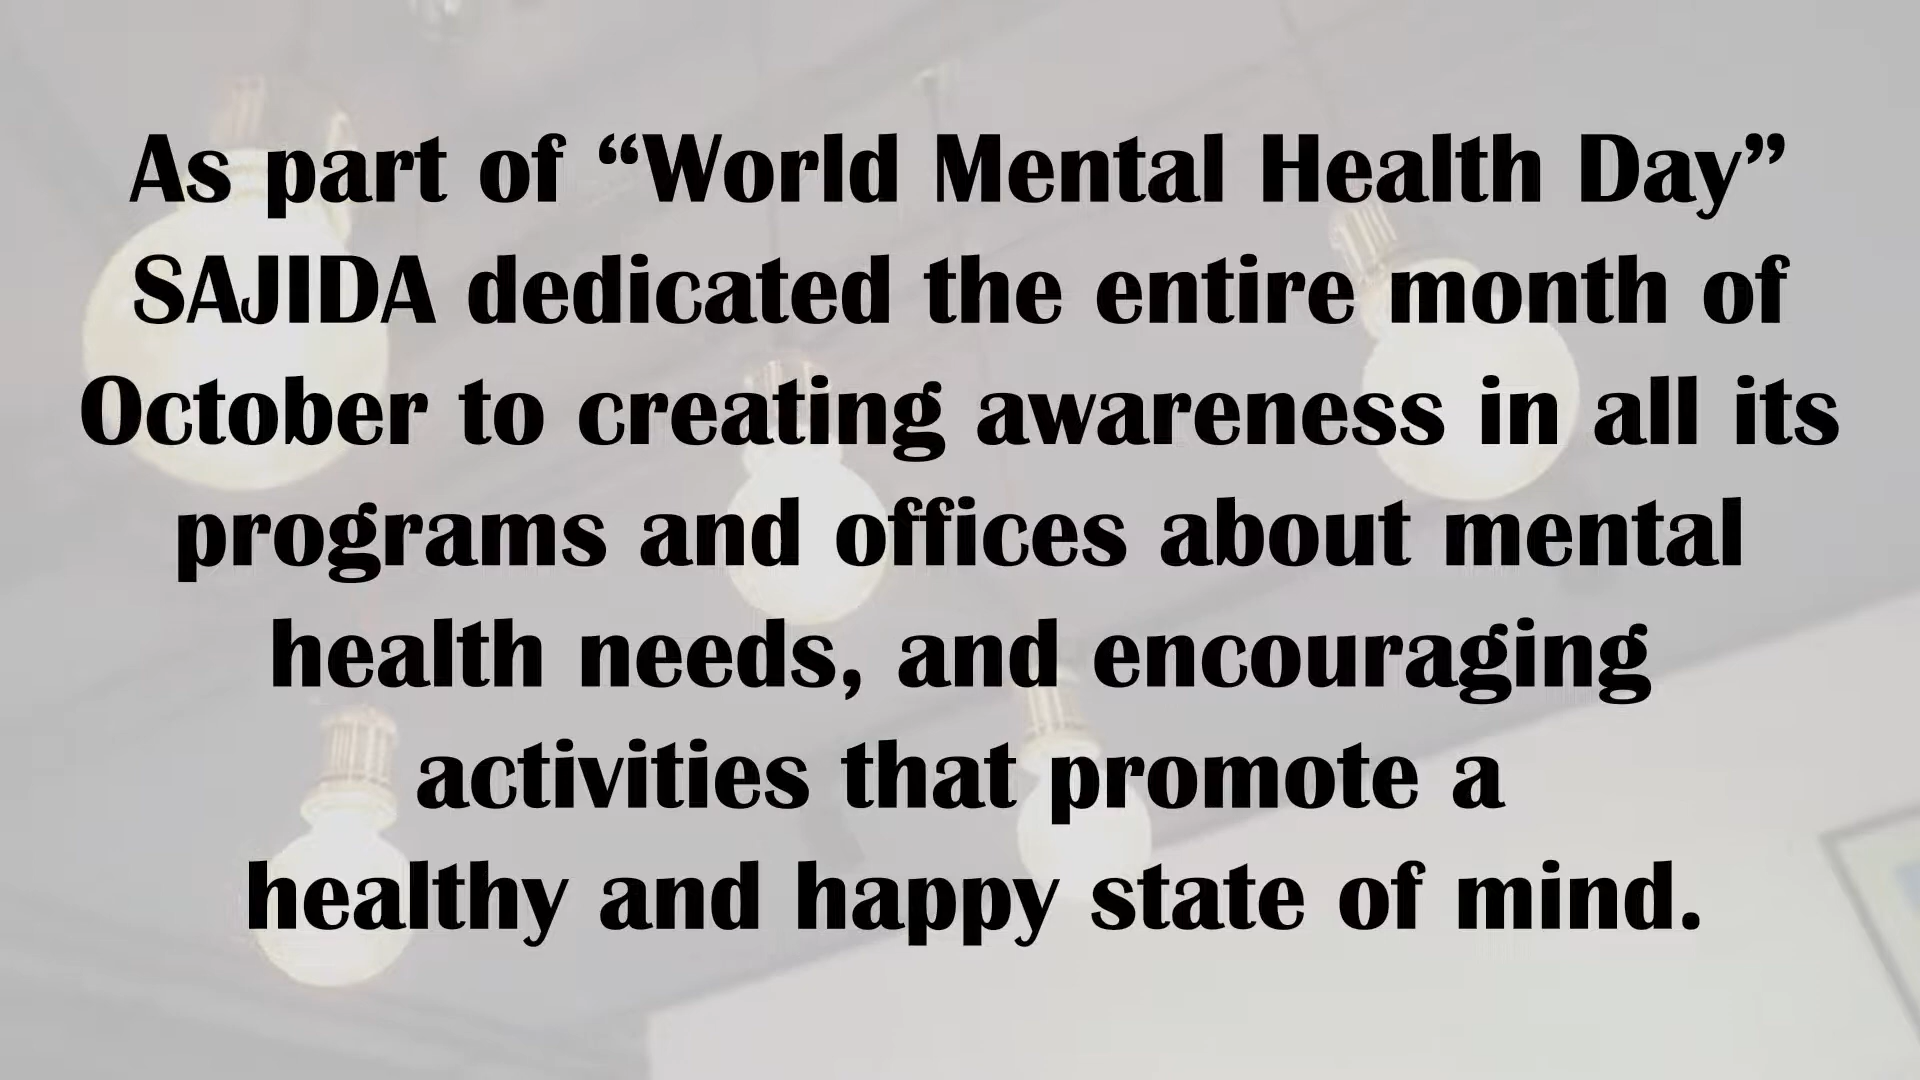 As part of “World Mental Health Day”
SAJIDA dedicated the entire month of
October to creating awareness in all its
programs and offices about mental
health needs, and encouraging
activities that promote a
healthy and happy state of mind.